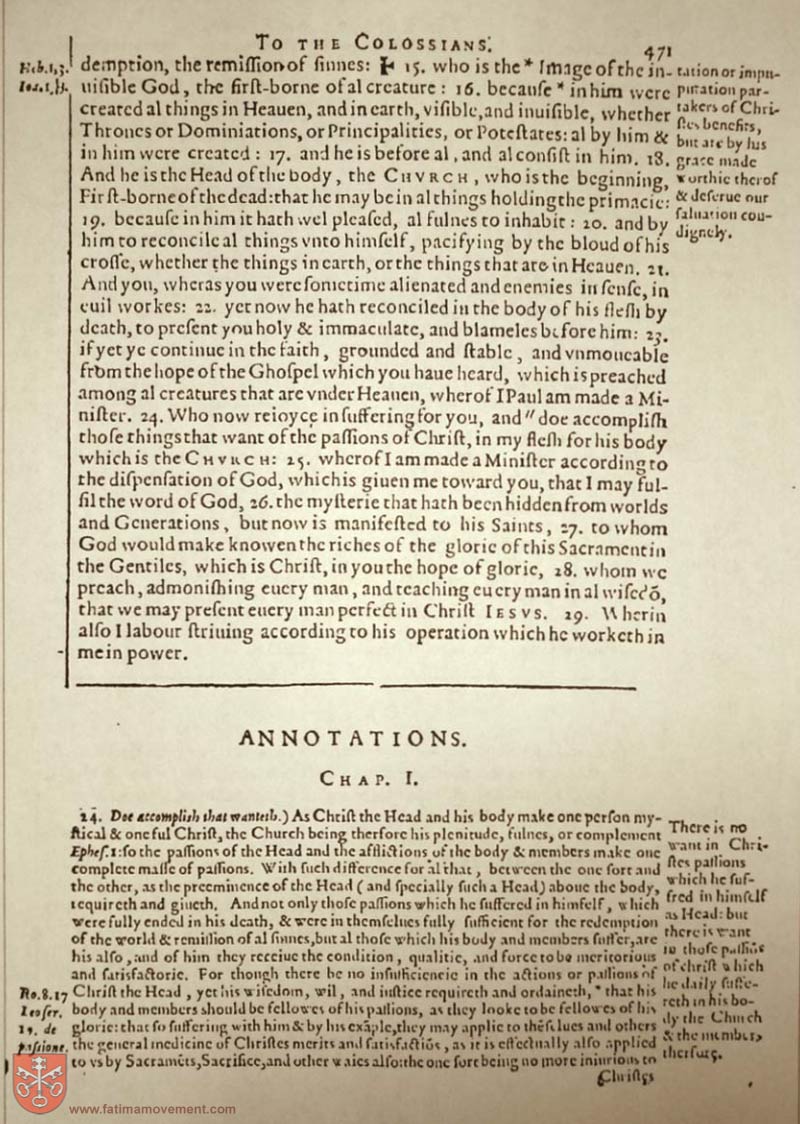 TO THE COLOSSIANS.
471
Heb. 1, 3.
Ioa. 1, 3.
demption, the remiſſion of ſinnes: 15. who is the * Image of the in-
uiſible God, the firſt-borne of al creature: 16. becauſe * in him were
created al things in Heauen, and in earth, viſible, and inuiſible, whether
Thrones or Dominiations, or Principalities, or Poteſtates: al by him &
in him were created: 17. and he is before al, and al conſiſt in him. 18.
And he is the Head of the body, the CHVRCH, who is the beginning,
Firſt-borne of the dead: that he may be in al things holding the primacie:
19. becauſe in him it hath wel pleaſed, al fulnes to inhabit: 20. and by
him to reconcile al things vnto himſelf, pacifying by the bloud of his
croſſe, whether the things in earth, or the things that are in Heauen. 21.
And you, wheras you were ſometime alienated and enemies in ſenſe, in
euil workes: 22. yet now he hath reconciled in the body of his fleſh by
death, to preſent you holy & immaculate, and blameles before him: 23.
if yet ye continue in the faith, grounded and ſtable, and vnmoueable
from the hope of the Ghoſpel which you haue heard, which is preached
among al creatures that are vnder Heauen, wherof I Paul am made a Mi-
niſter. 24. Who now reioyce in ſuffering for you, and " doe accompliſh
thoſe things that want of the paſſions of Chriſt, in my fleſh for his body
which is the CHVRCH: 25. wherof I am made a Miniſter according to
the diſpenſation of God, which is giuen me toward you, that I may ful-
fil the word of God, 26. the myſterie that hath been hidden from worlds
and Generations, but now is manifeſted to his Saints, 27. to whom
God would make knowen the riches of the glorie of this Sacrament in
the Gentiles, which is Chriſt, in you the hope of glorie, 28. whom we
preach, admoniſhing euery man, and teaching euery man in al wiſedō,
that we may preſent euery man perfect in Chriſt IESVS. 29. Wherin
alſo I labour ſtriuing according to his operation which he worketh in
me in power.
tation or impu-
putation par-
takers of Chri-
ſtes benefits,
but are by his
grace made
worthie therof
& deſerue our
ſaluation con-
dignely.
ANNOTATIONS.
CHAP. I.
24. Doe accompliſh that wanteth.) As Chriſt the Head and his body make one perſon my-
ſtical & one ful Chriſt, the Church being therfore his plenitude, fulnes, or complement
Epheſ. 1: ſo the paſſions of the Head and the afflictions of the body & members make one
complete maſſe of paſſions. With ſuch difference for al that, between the one ſort and
the other, as the preeminence of the Head (and ſpecially ſuch a Head) aboue the body,
requireth and giueth. And not only thoſe paſſions which he ſuffered in himſelf, which
were fully ended in his death, & were in themſelues fully ſufficient for the redemption
of the world & remiſſion of al ſinnes, but al thoſe which his body and members ſuffer, are
his alſo, and of him they receiue the condition, qualitie, and force to be meritorious
and ſatisfactorie. For though there be no inſufficiencie in the actions or paſſions of
Chriſt the Head, yet his wiſedom, wil, and iuſtice requireth and ordaineth, * that his
body and members ſhould be fellowes of his paſſions, as they looke to be fellowes of his
glorie: that ſo ſuffering with him & by his exāple, they may applie to thēſelues and others
the general medicine of Chriſtes merits and ſatisfactiōs, as it is effectually alſo applied
to vs by Sacramēts, Sacrifice, and other waies alſo: the one ſort being no more iniurious to
Chriſtes
Ro. 8. 17
Leo ſer.
19. de
paſsione.
There is no
want in Chri-
ſtes paſſions
which he ſuf-
fred in himſelf
as Head: but
there is want
in thoſe paſſiōs
of chriſt which
he daily ſuffe-
reth in his bo-
dy the Church
& the members
therfore.
www.fatimamovement.com